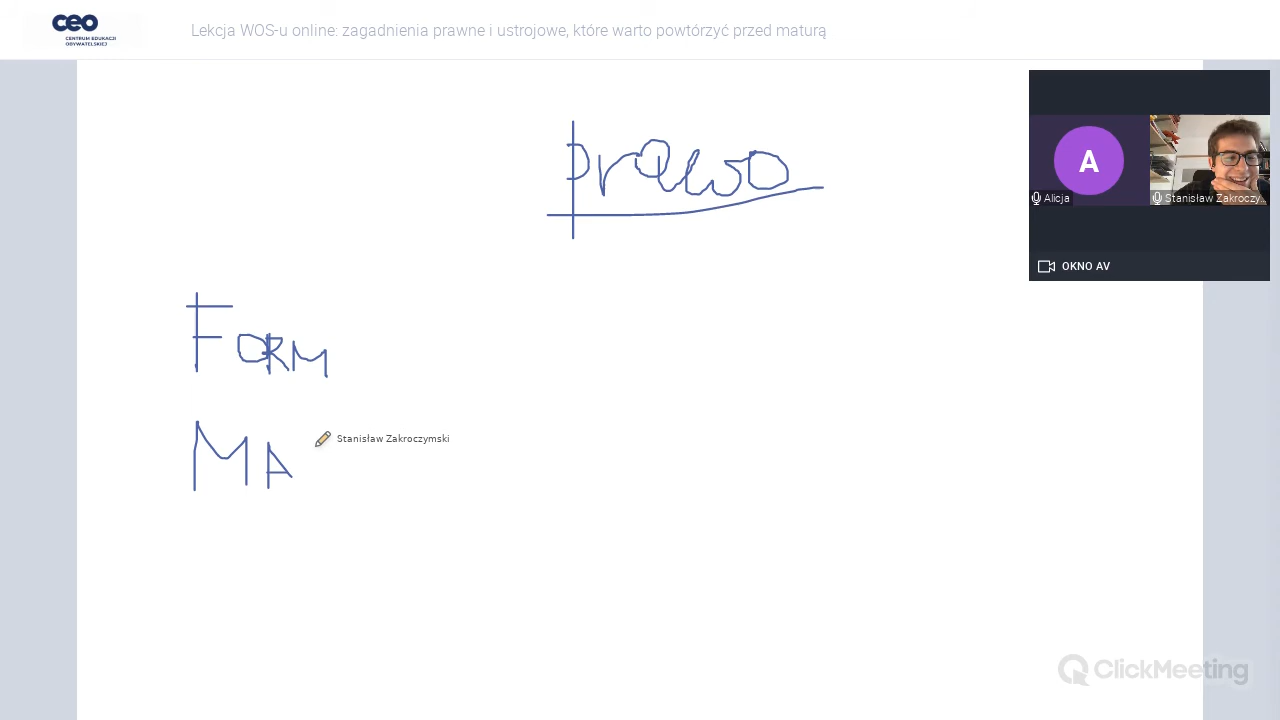 ceo
CENTRUM EDUKACJI
OBYWATELSKIEJ
Lekcja WOS-u online: zagadnienia prawne i ustrojowe, które warto powtórzyć przed maturą
prawo
A
Alicja
Stanisław Zakroczy...
OKNO AV
FORM
MA
Stanisław Zakroczymski
ClickMeeting